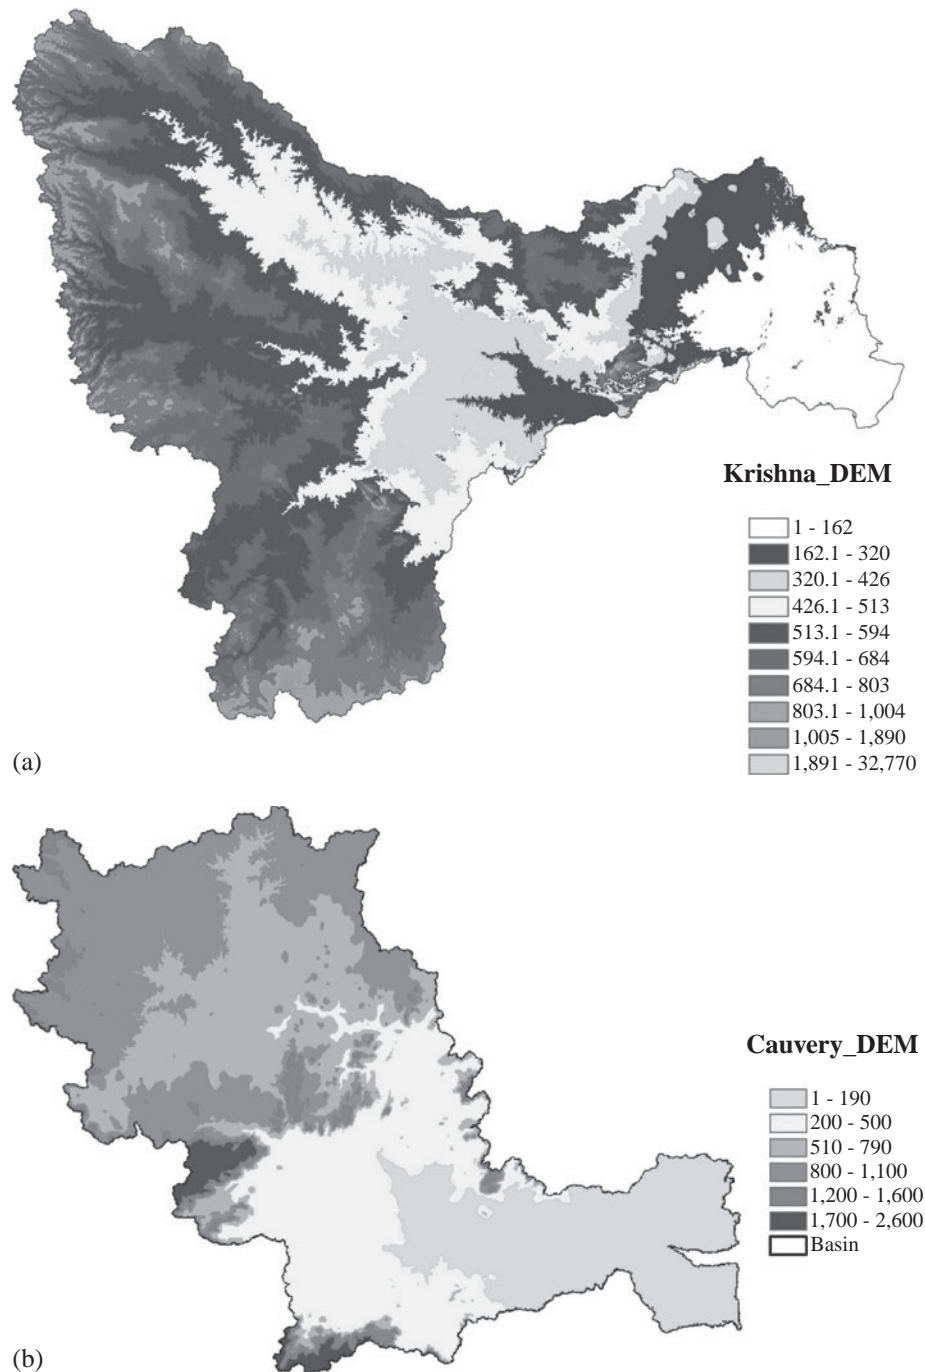 Krishna_DEM
1 - 162
162.1 - 320
320.1 - 426
426.1 - 513
513.1 - 594
594.1 - 684
684.1 - 803
803.1 - 1,004
1,005 - 1,890
1,891 - 32,770
(a)
Cauvery_DEM
1 - 190
200 - 500
510 - 790
800 - 1,100
1,200 - 1,600
1,700 - 2,600
Basin
(b)